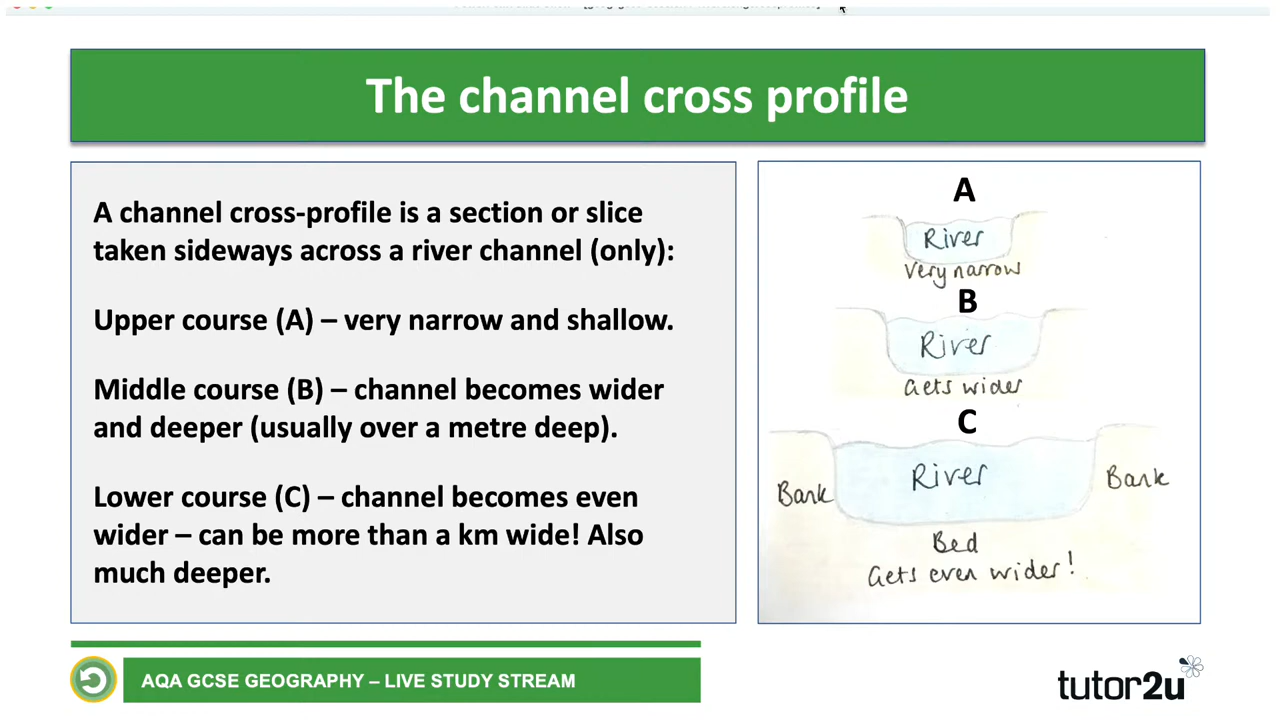 The channel cross profile
A channel cross-profile is a section or slice
taken sideways across a river channel (only):
Upper course (A) – very narrow and shallow.
Middle course (B) – channel becomes wider
and deeper (usually over a metre deep).
Lower course (C) – channel becomes even
wider – can be more than a km wide! Also
much deeper.
A
River
Very narrow
B
River
Gets wider
C
River
Bank
Bank
Bed
Gets even wider!
AQA GCSE GEOGRAPHY – LIVE STUDY STREAM
tutor2u